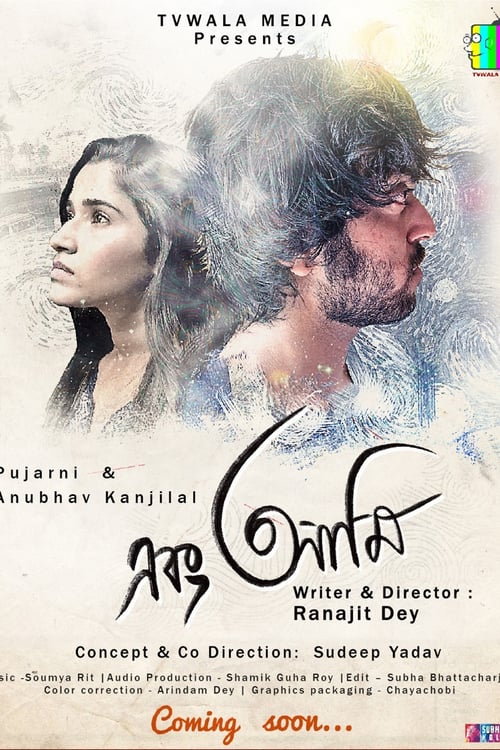 TVWALA MEDIA
Presents
TVWALA
Pujarni &
Anubhav Kanjilal
এবং আমি
Writer & Director :
Ranajit Dey
Concept & Co Direction: Sudeep Yadav
sic -Soumya Rit |Audio Production - Shamik Guha Roy |Edit – Subha Bhattacharj
Color correction - Arindam Dey | Graphics packaging - Chayachobi
Coming soon...